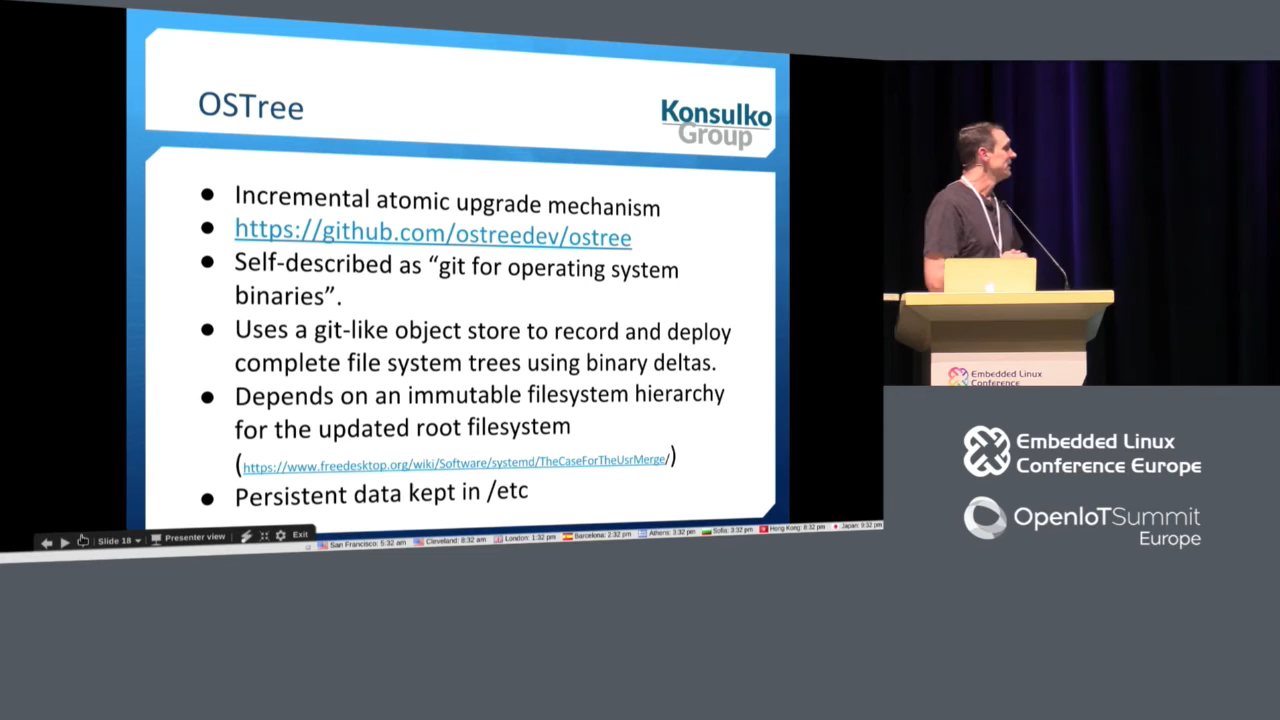 OSTree
Konsulko
Group
● Incremental atomic upgrade mechanism
● https://github.com/ostreedev/ostree
● Self-described as “git for operating system
binaries”.
● Uses a git-like object store to record and deploy
complete file system trees using binary deltas.
● Depends on an immutable filesystem hierarchy
for the updated root filesystem
(https://www.freedesktop.org/wiki/Software/systemd/TheCaseForTheUsrMerge/)
● Persistent data kept in /etc
Slide 18
Presenter view
Exit
San Francisco: 5:32 am
Cleveland: 8:32 am
London: 1:32 pm
Barcelona: 2:32 pm
Athens: 3:32 pm
Sofia: 3:32 pm
Hong Kong: 8:32 pm
Japan: 9:32 pm
Embedded Linux
Conference
Embedded Linux
Conference Europe
OpenIoTSummit
Europe